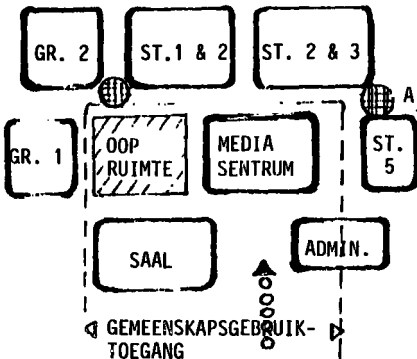 GR. 2
ST.1 & 2
ST. 2 & 3
A
GR. 1
OOP
RUIMTE
MEDIA
SENTRUM
ST.
5
SAAL
ADMIN.
GEMEENSKAPSGEBRUIK-
TOEGANG